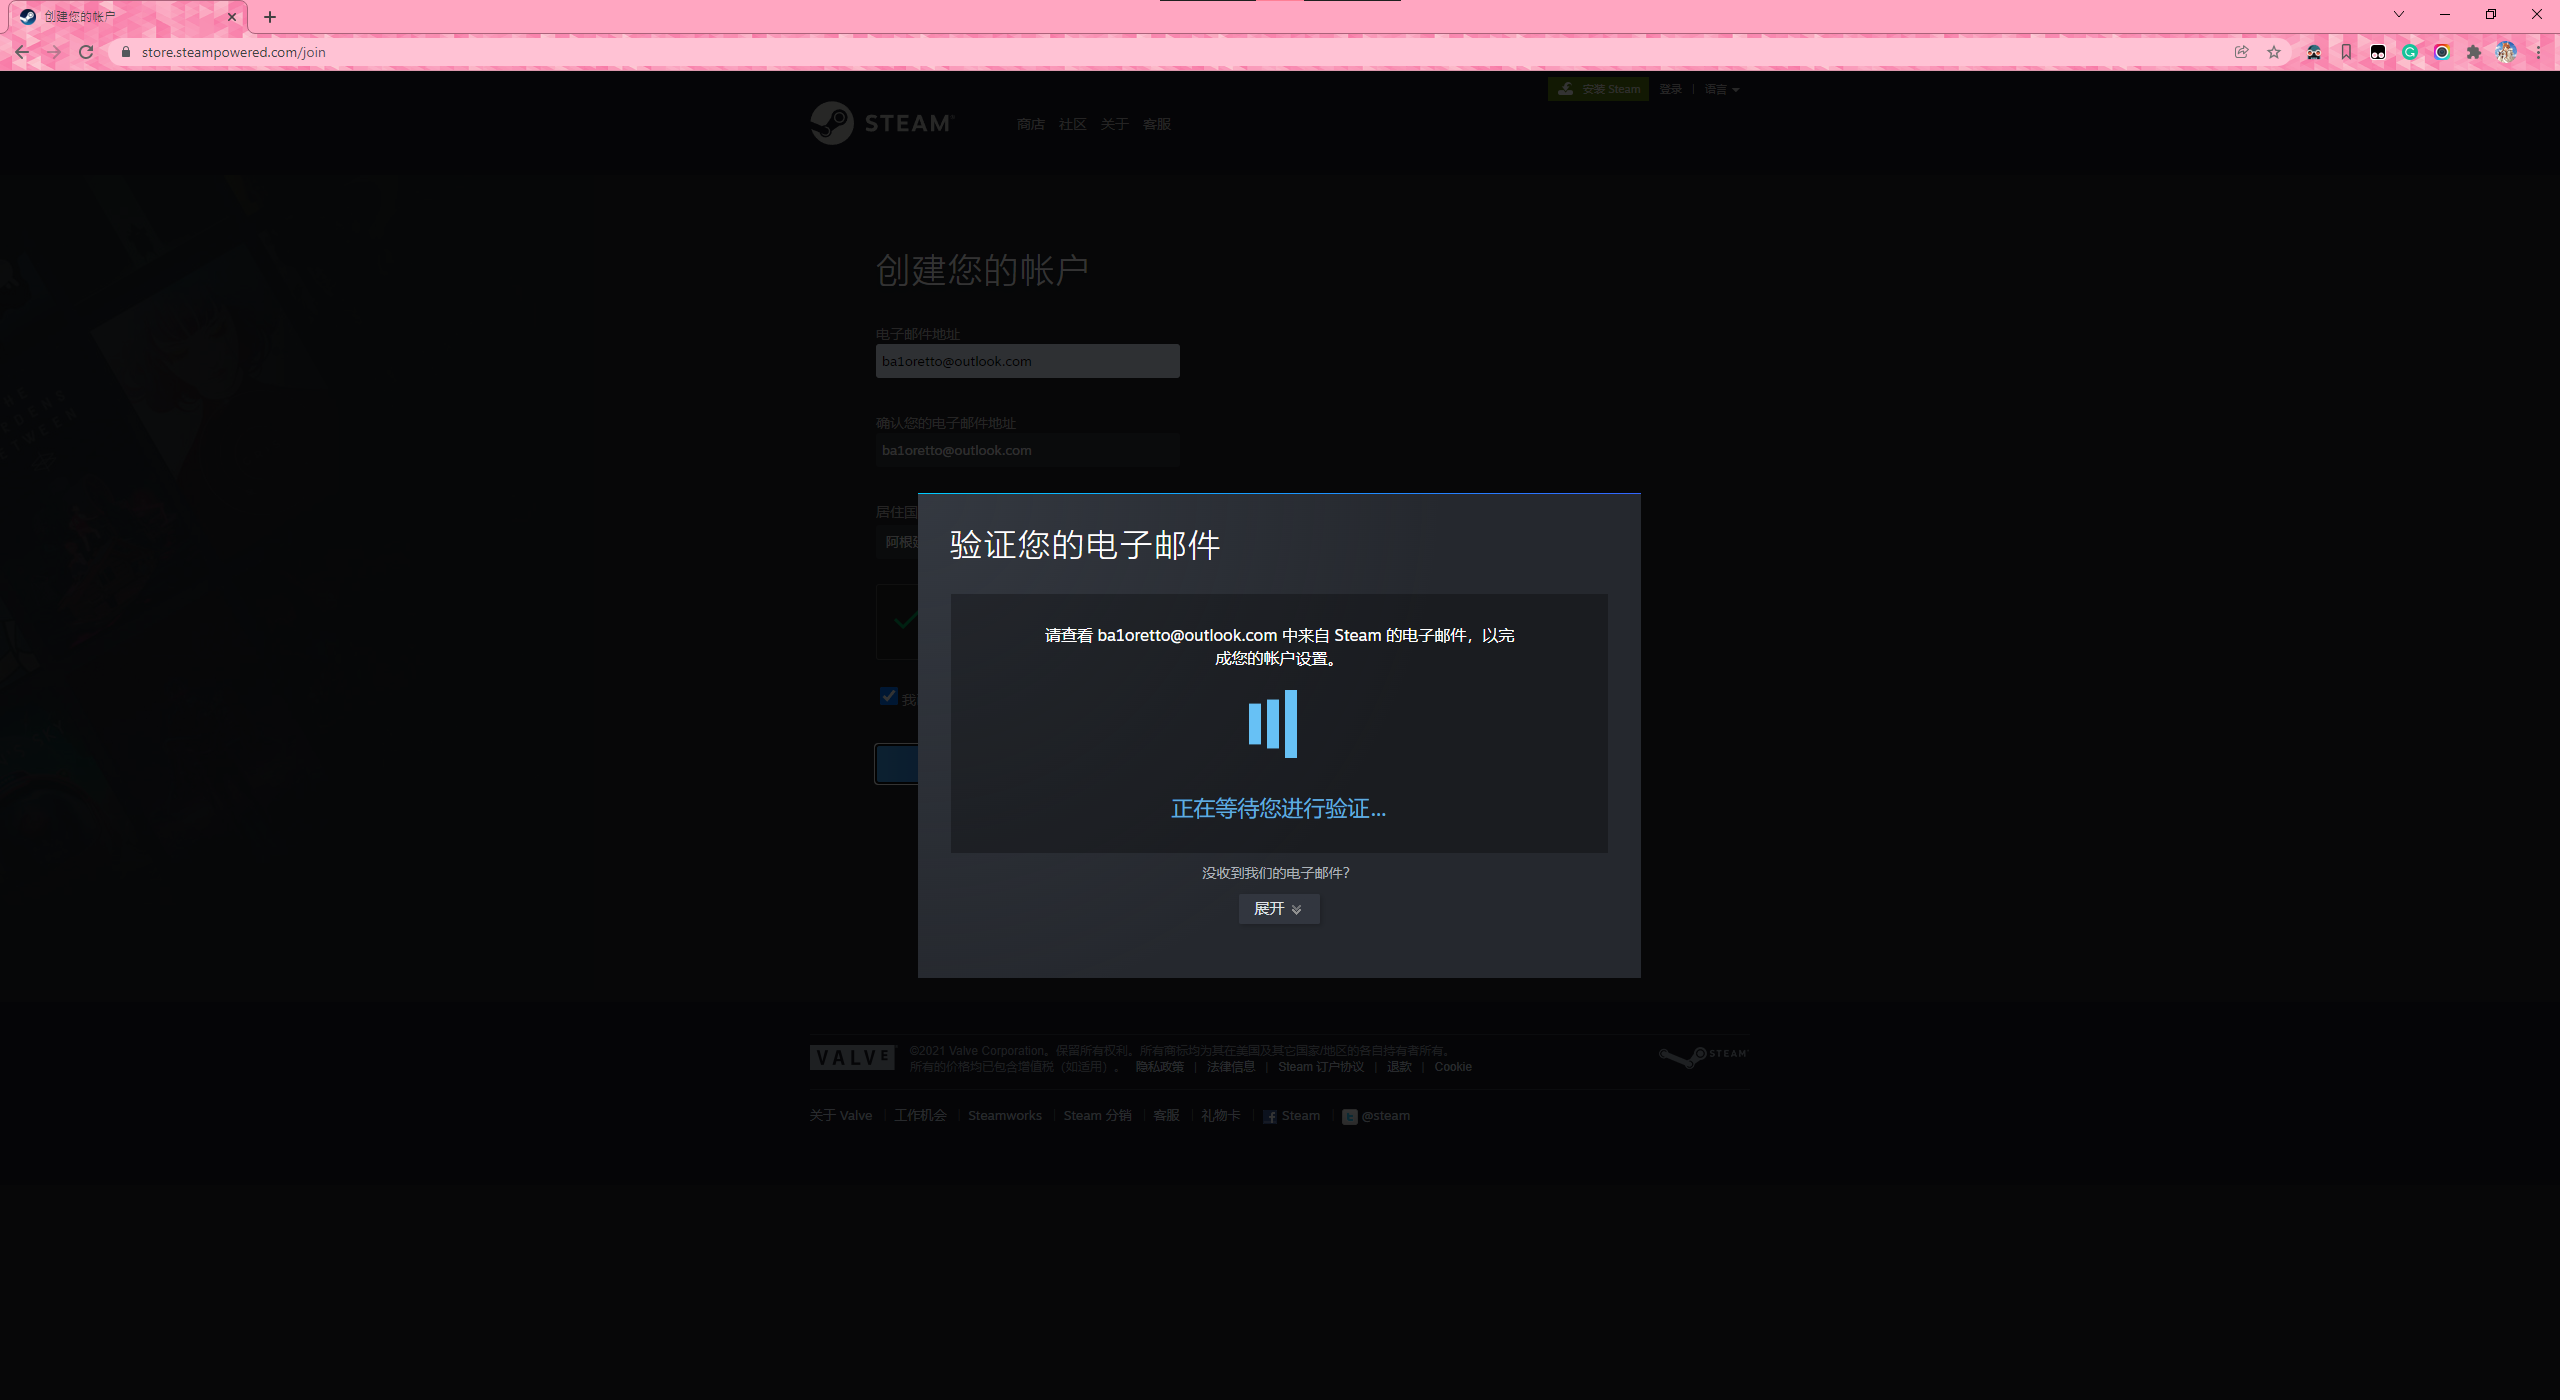 创建您的帐户
store.steampowered.com/join
安装 Steam 登录 | 语言
STEAM
商店 社区 关于 客服
创建您的帐户
电子邮件地址
ba1oretto@outlook.com
确认您的电子邮件地址
ba1oretto@outlook.com
居住国
阿根
我
验证您的电子邮件
请查看 ba1oretto@outlook.com 中来自 Steam 的电子邮件，以完
成您的帐户设置。
正在等待您进行验证...
没收到我们的电子邮件？
展开
VALVE
©2021 Valve Corporation。保留所有权利。所有商标均为其在美国及其它国家/地区的各自持有者所有。
所有的价格均已包含增值税（如适用）。 隐私政策 | 法律信息 | Steam 订户协议 | 退款 | Cookie
STEAM
关于 Valve | 工作机会 | Steamworks | Steam 分销 | 客服 | 礼物卡 | Steam | @steam